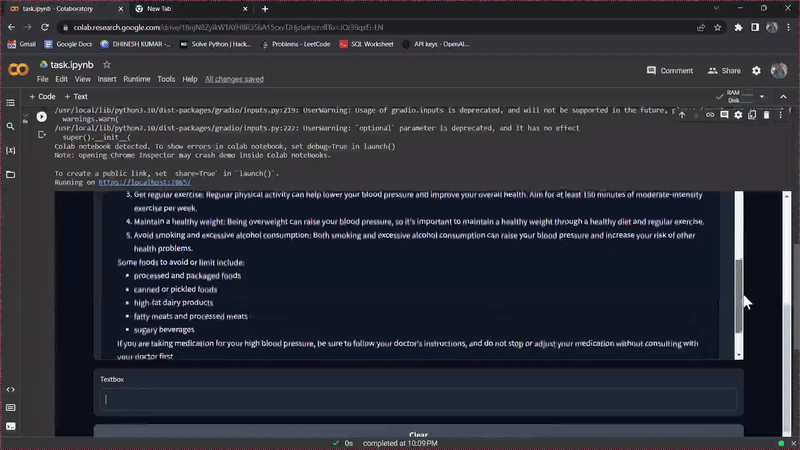 task.ipynb - Colaboratory
New Tab
Gmail
Google Docs
DHINESH KUMAR -...
Solve Python | Hack...
Problems - LeetCode
SQL Worksheet
API keys - OpenAI...
task.ipynb
File Edit View Insert Runtime Tools Help All changes saved
Comment
Share
RAM
Disk
+ Code + Text
/usr/local/lib/python3.10/dist-packages/gradio/inputs.py:219: UserWarning: Usage of gradio.inputs is deprecated, and will not be supported in the future,
warnings.warn(
/usr/local/lib/python3.10/dist-packages/gradio/inputs.py:222: UserWarning: `optional` parameter is deprecated, and it has no effect
super().__init__(
Colab notebook detected. To show errors in colab notebook, set debug=True in launch()
Note: opening Chrome Inspector may crash demo inside Colab notebooks.
To create a public link, set `share=True` in `launch()`.
Running on https://localhost:7865/
3. Get regular exercise: Regular physical activity can help lower your blood pressure and improve your overall health. Aim for at least 150 minutes of moderate-intensity
exercise per week.
4. Maintain a healthy weight: Being overweight can raise your blood pressure, so it's important to maintain a healthy weight through a healthy diet and regular exercise.
5. Avoid smoking and excessive alcohol consumption: Both smoking and excessive alcohol consumption can raise your blood pressure and increase your risk of other
health problems.
Some foods to avoid or limit include:
• processed and packaged foods
• canned or pickled foods
• high-fat dairy products
• fatty meats and processed meats
• sugary beverages
If you are taking medication for your high blood pressure, be sure to follow your doctor's instructions, and do not stop or adjust your medication without consulting with
your doctor first
Textbox
Clear
0s completed at 10:09 PM